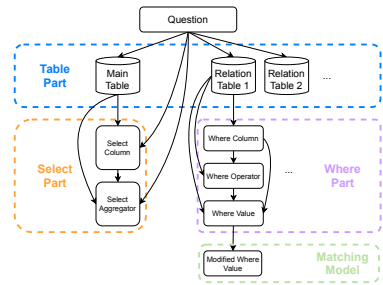 Question
Table
Part
Main
Table
Relation
Table 1
Relation
Table 2
...
Select
Part
Select
Column
Select
Aggregator
Where Column
Where Operator
Where Value
...
Where
Part
Modified Where
Value
Matching
Model